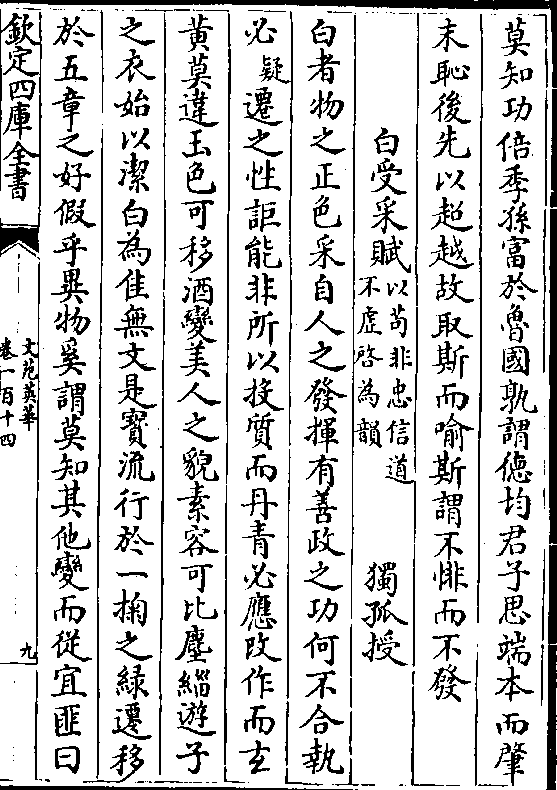 莫知功倍季孫富於魯國孰謂德均君子思端本而肇
末恥後先以超越故取斯而喻斯謂不悱而不發
白受采賦以苟非忠信道不虚啓為韻 獨孤授
白者物之正色采自人之發揮有善政之功何不合執
必疑遷之性詎能非所以投質而丹青必應改作而玄
黃莫違玉色可移酒變美人之貌素容可比塵緇遊子
之衣始以潔白為佳無文是寳流行於一掬之緑遷移
於五章之好假乎異物奚謂莫知其他變而從宜匪曰
欽定四庫全書
文苑英華
卷一百十四
九